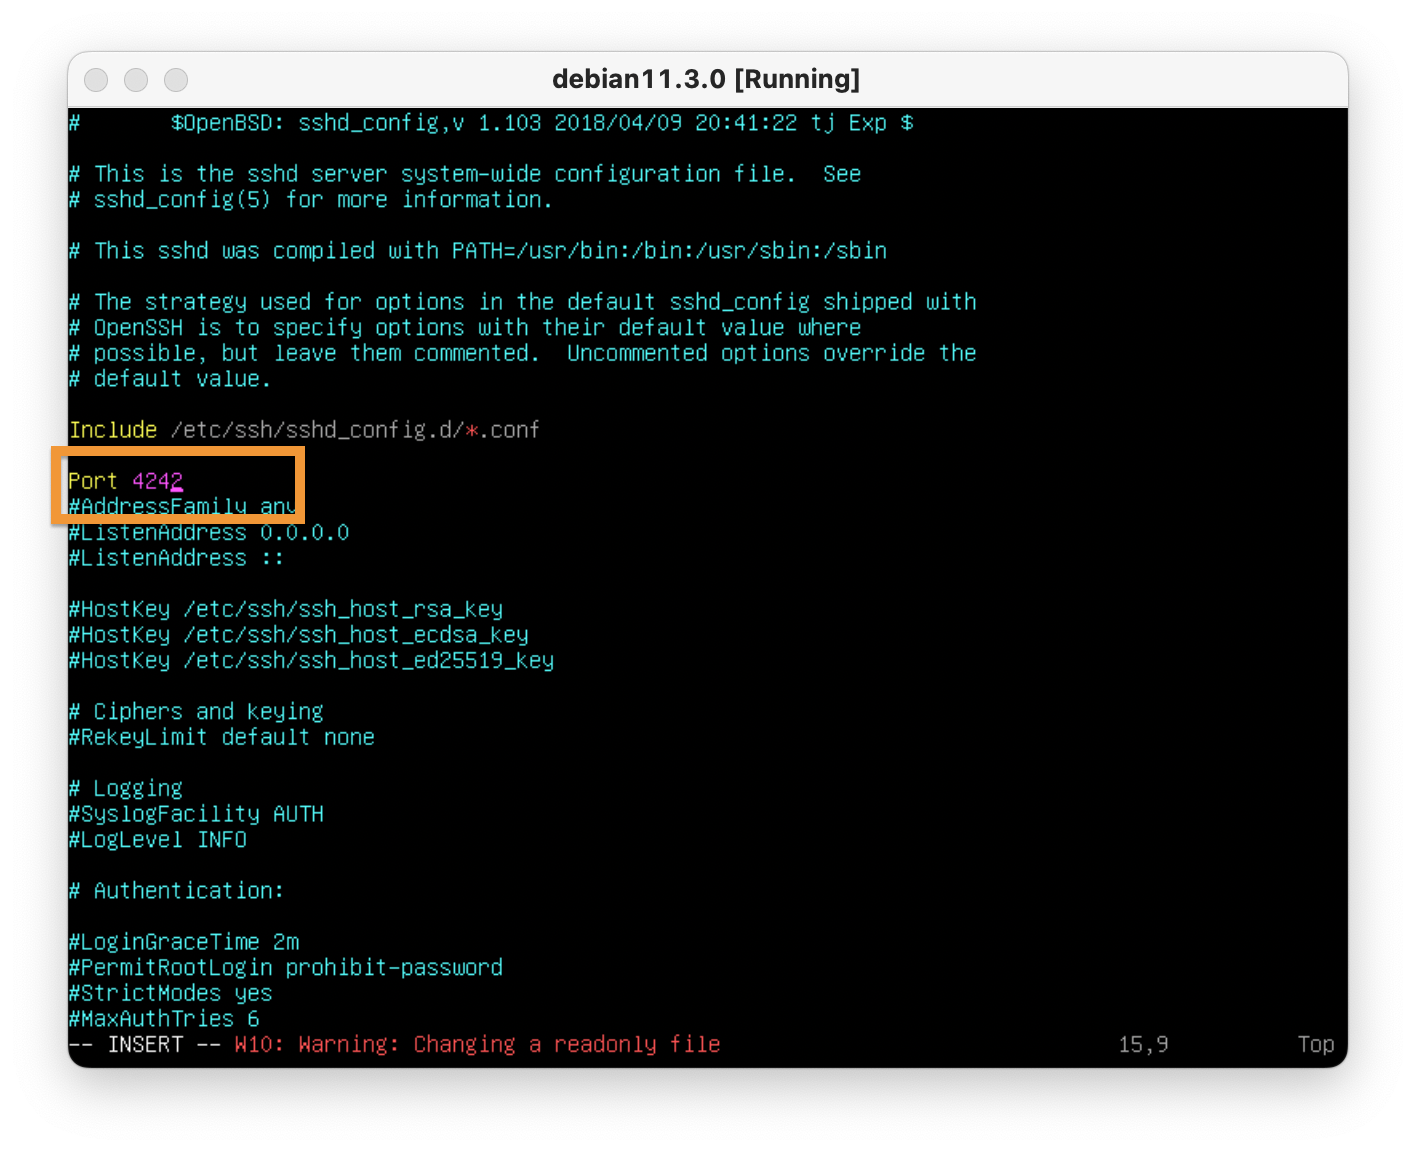 debian11.3.0 [Running]
#       $OpenBSD: sshd_config,v 1.103 2018/04/09 20:41:22 tj Exp $
# This is the sshd server system-wide configuration file.  See
# sshd_config(5) for more information.
# This sshd was compiled with PATH=/usr/bin:/bin:/usr/sbin:/sbin
# The strategy used for options in the default sshd_config shipped with
# OpenSSH is to specify options with their default value where
# possible, but leave them commented.  Uncommented options override the
# default value.
Include /etc/ssh/sshd_config.d/*.conf
Port 4242
#AddressFamily any
#ListenAddress 0.0.0.0
#ListenAddress ::
#HostKey /etc/ssh/ssh_host_rsa_key
#HostKey /etc/ssh/ssh_host_ecdsa_key
#HostKey /etc/ssh/ssh_host_ed25519_key
# Ciphers and keying
#RekeyLimit default none
# Logging
#SyslogFacility AUTH
#LogLevel INFO
# Authentication:
#LoginGraceTime 2m
#PermitRootLogin prohibit-password
#StrictModes yes
#MaxAuthTries 6
-- INSERT -- W10: Warning: Changing a readonly file 15,9 Top